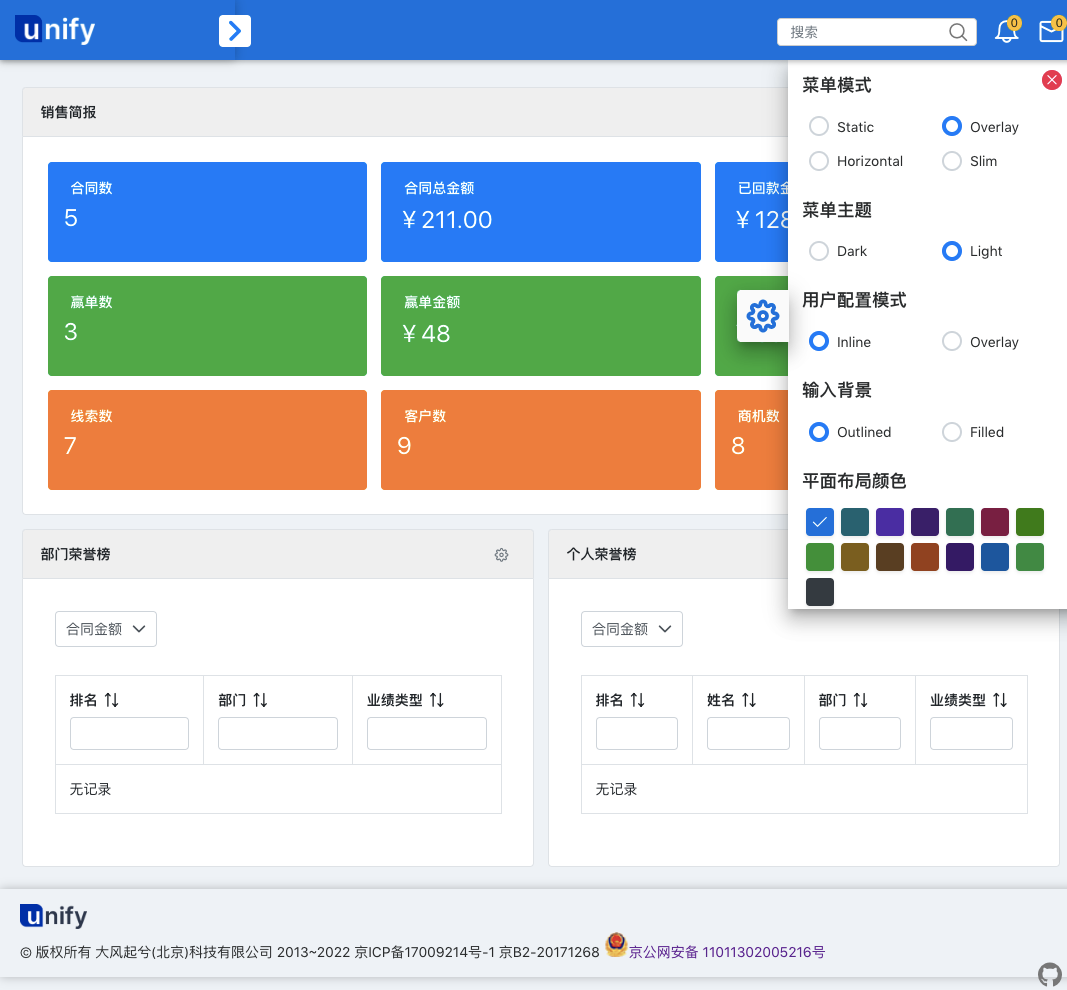 unify
搜索
0
0
销售简报
合同数
5
合同总金额
¥ 211.00
已回款金
¥ 128
赢单数
3
赢单金额
¥ 48
线索数
7
客户数
9
商机数
8
菜单模式
Static
Overlay
Horizontal
Slim
菜单主题
Dark
Light
用户配置模式
Inline
Overlay
输入背景
Outlined
Filled
平面布局颜色
部门荣誉榜
合同金额
排名
部门
业绩类型
无记录
个人荣誉榜
合同金额
排名
姓名
部门
业绩类型
无记录
unify
© 版权所有 大风起兮(北京)科技有限公司 2013~2022 京ICP备17009214号-1 京B2-20171268 京公网安备 11011302005216号